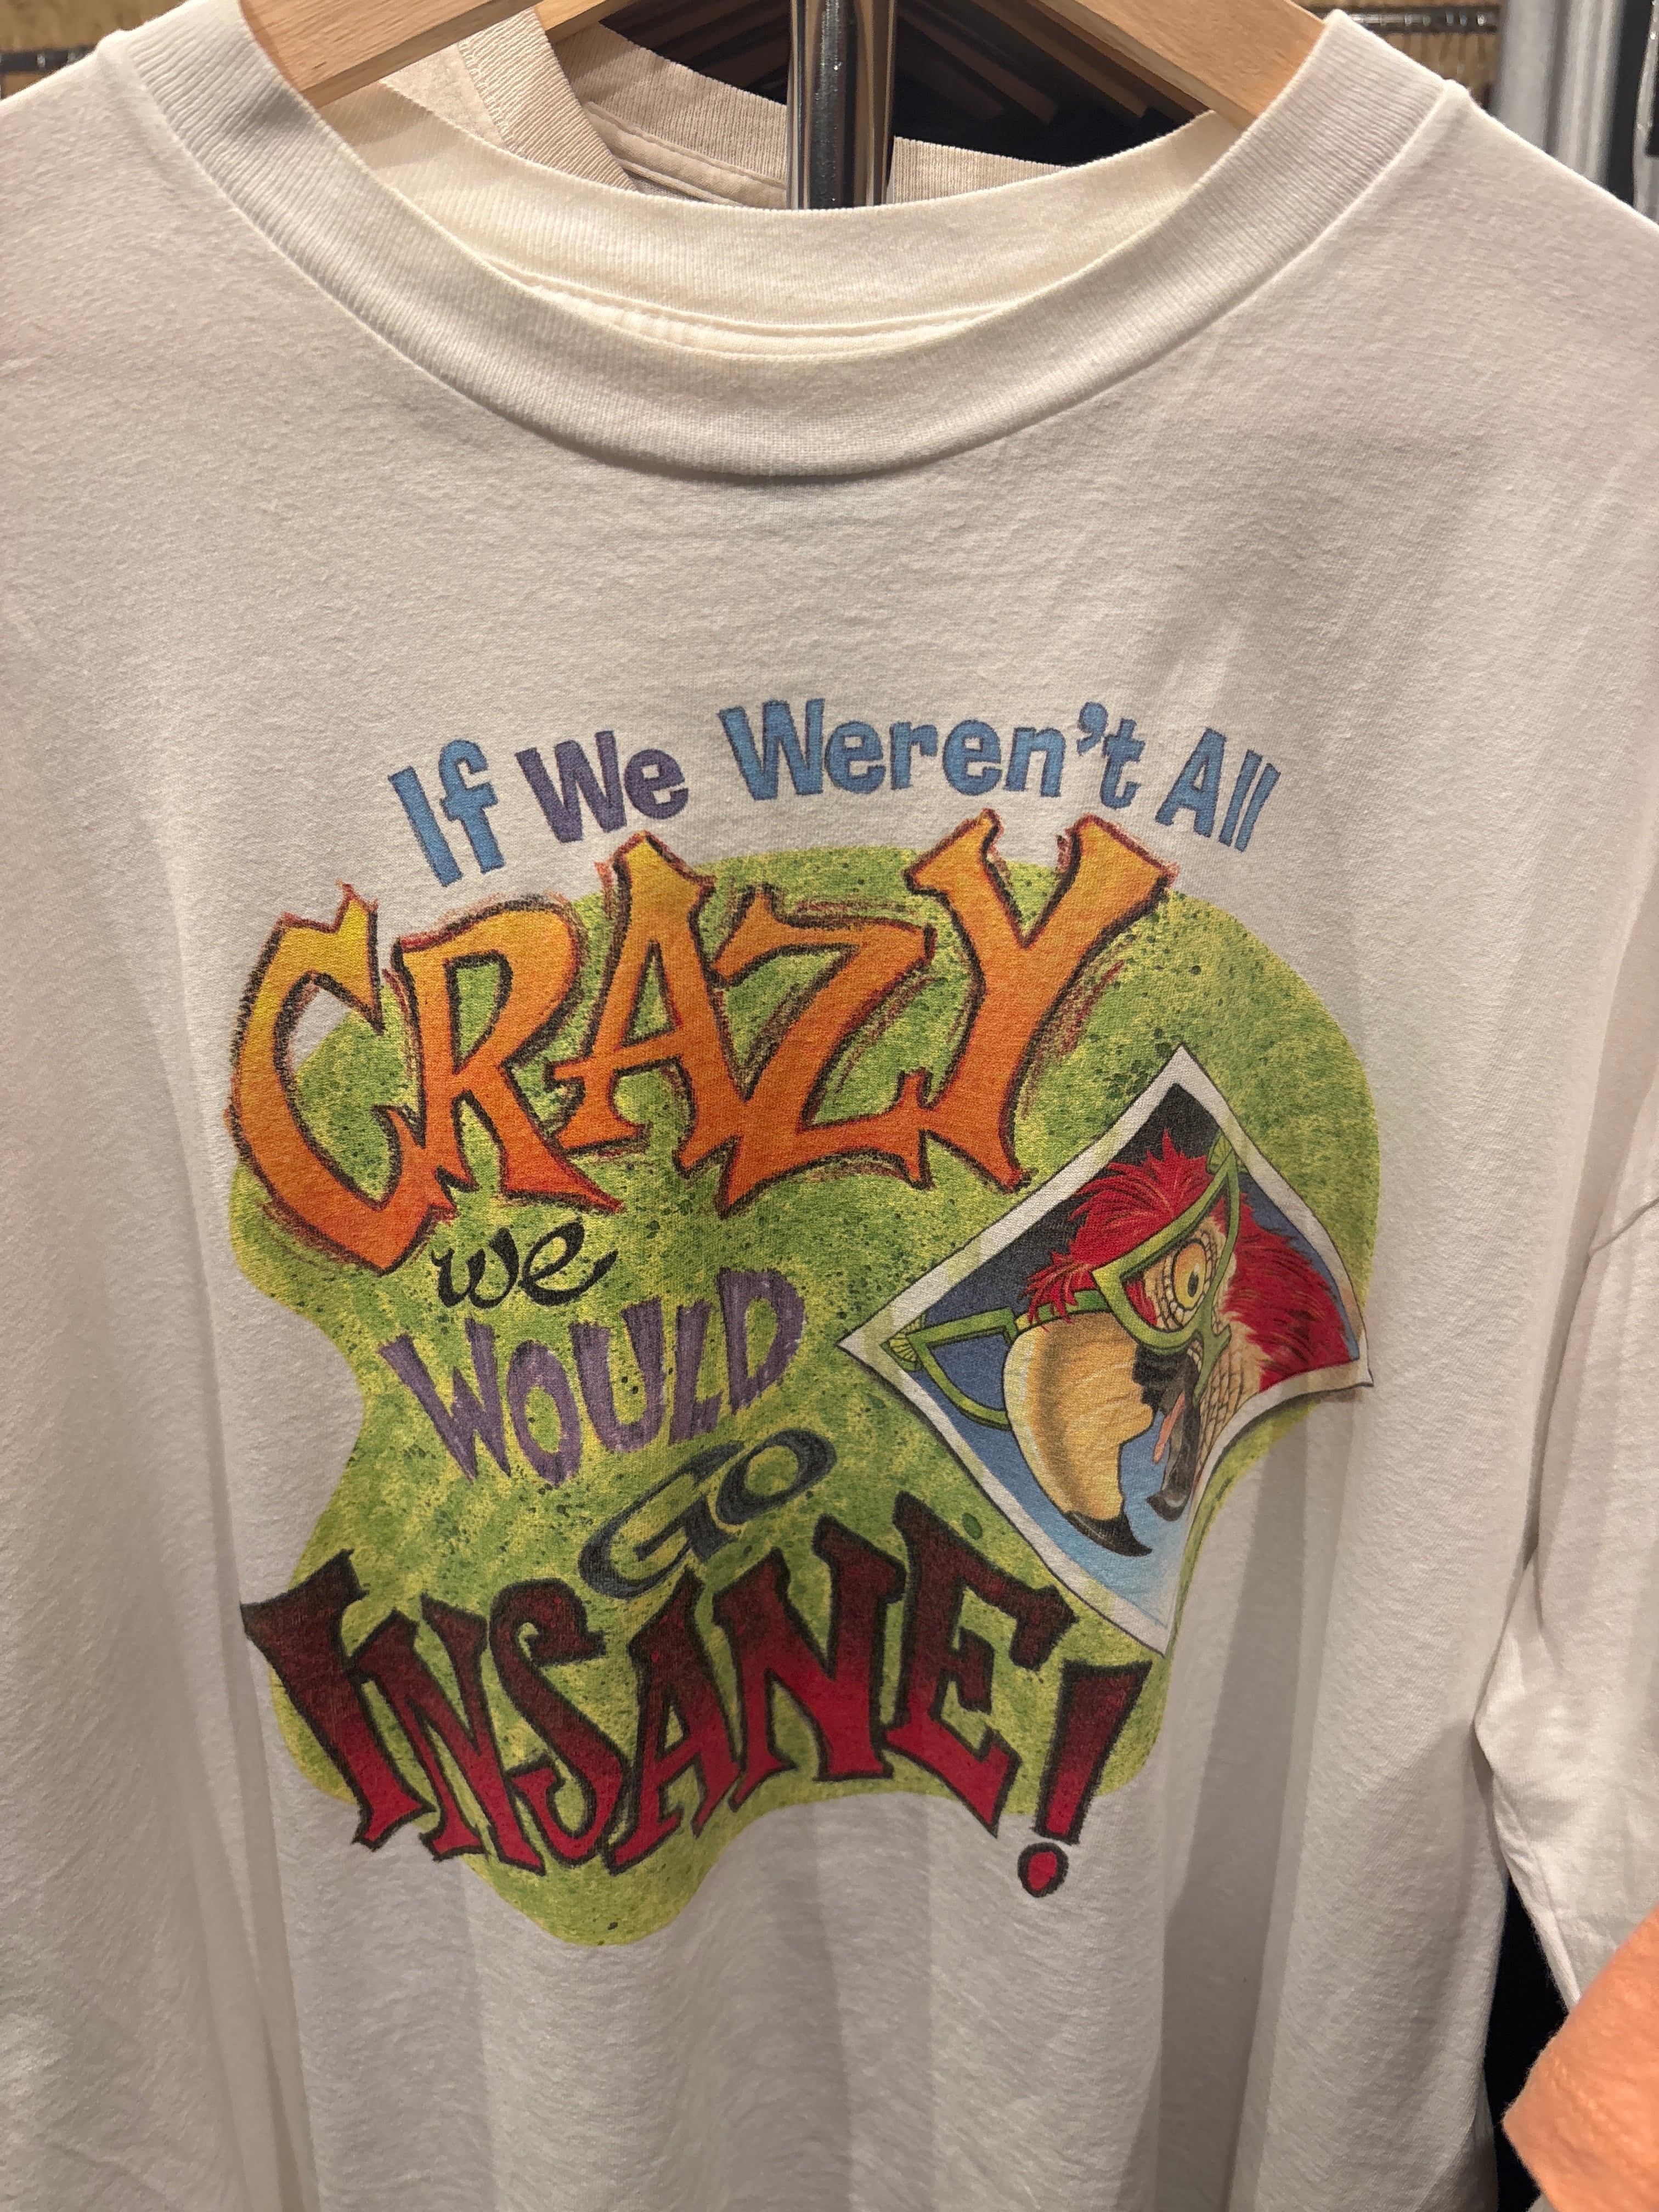 If We Weren't All
CRAZY
we
WOULD
GO
INSANE!